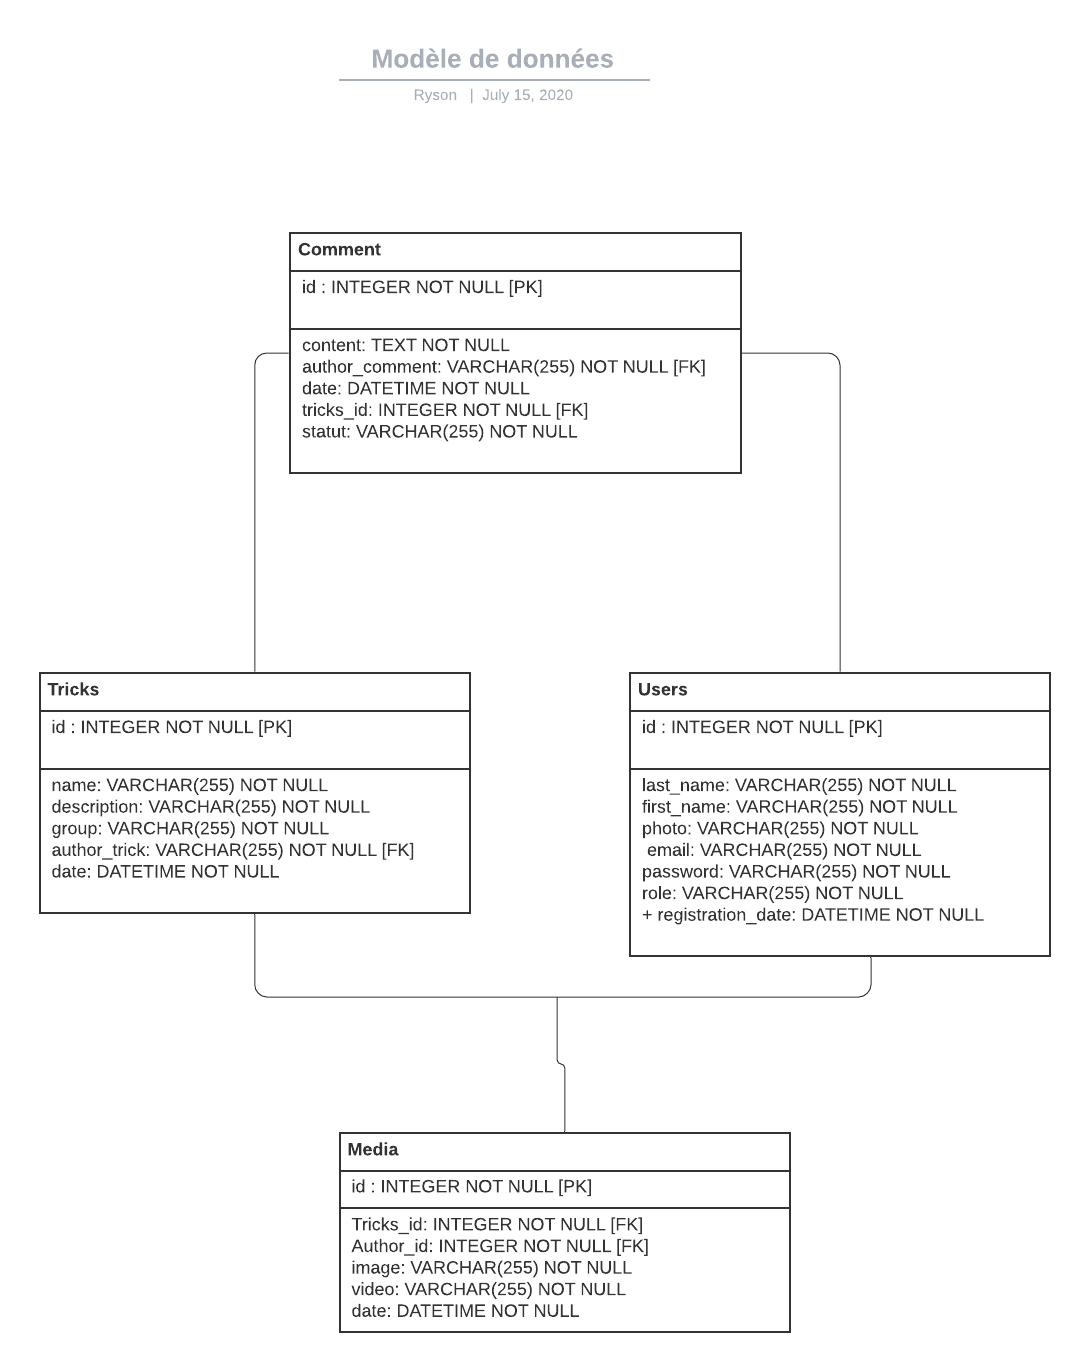 Modèle de données
Ryson | July 15, 2020
Comment
id : INTEGER NOT NULL [PK]
content: TEXT NOT NULL
author_comment: VARCHAR(255) NOT NULL [FK]
date: DATETIME NOT NULL
tricks_id: INTEGER NOT NULL [FK]
statut: VARCHAR(255) NOT NULL
Tricks
id : INTEGER NOT NULL [PK]
name: VARCHAR(255) NOT NULL
description: VARCHAR(255) NOT NULL
group: VARCHAR(255) NOT NULL
author_trick: VARCHAR(255) NOT NULL [FK]
date: DATETIME NOT NULL
Users
id : INTEGER NOT NULL [PK]
last_name: VARCHAR(255) NOT NULL
first_name: VARCHAR(255) NOT NULL
photo: VARCHAR(255) NOT NULL
email: VARCHAR(255) NOT NULL
password: VARCHAR(255) NOT NULL
role: VARCHAR(255) NOT NULL
+ registration_date: DATETIME NOT NULL
Media
id : INTEGER NOT NULL [PK]
Tricks_id: INTEGER NOT NULL [FK]
Author_id: INTEGER NOT NULL [FK]
image: VARCHAR(255) NOT NULL
video: VARCHAR(255) NOT NULL
date: DATETIME NOT NULL